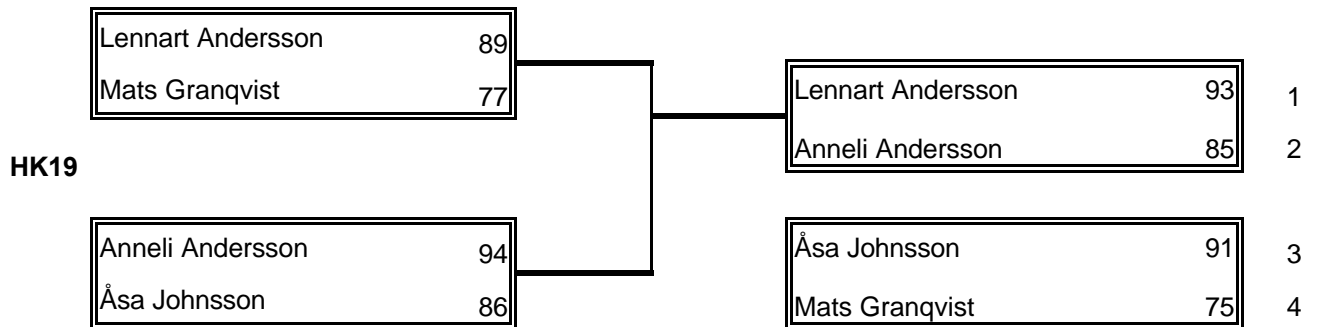 Lennart Andersson 89
Mats Granqvist 77
Lennart Andersson 93 1
Anneli Andersson 85 2
HK19
Anneli Andersson 94
Åsa Johnsson 86
Åsa Johnsson 91 3
Mats Granqvist 75 4